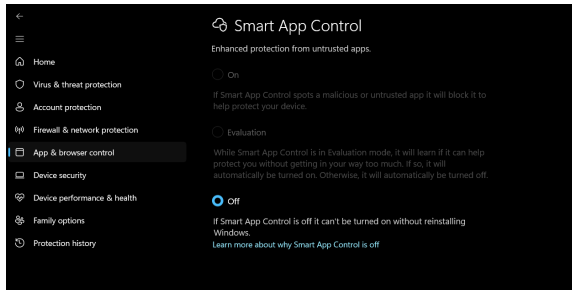 Smart App Control
Enhanced protection from untrusted apps.
Home
Virus & threat protection
Account protection
Firewall & network protection
App & browser control
Device security
Device performance & health
Family options
Protection history
On
If Smart App Control spots a malicious or untrusted app it will block it to
help protect your device.
Evaluation
While Smart App Control is in Evaluation mode, it will learn if it can help
protect you without getting in your way too much. If so, it will
automatically be turned on. Otherwise, it will automatically be turned off.
Off
If Smart App Control is off it can't be turned on without reinstalling
Windows.
Learn more about why Smart App Control is off